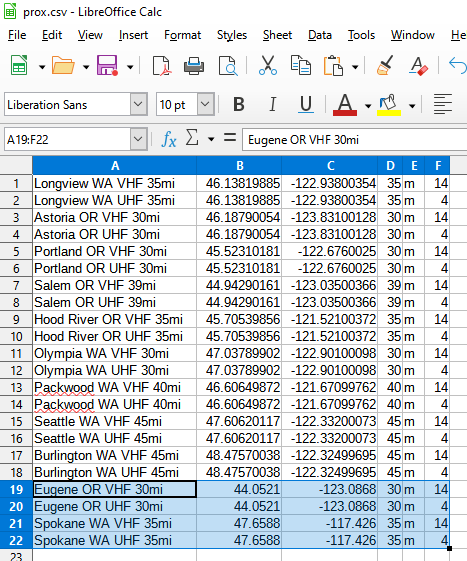 prox.csv - LibreOffice Calc
File Edit View Insert Format Styles Sheet Data Tools Window He
Liberation Sans 10 pt B I U A
A19:F22 fx Σ = Eugene OR VHF 30mi
A B C D E F
1 Longview WA VHF 35mi 46.13819885 -122.93800354 35 m 14
2 Longview WA UHF 35mi 46.13819885 -122.93800354 35 m 4
3 Astoria OR VHF 30mi 46.18790054 -123.83100128 30 m 14
4 Astoria OR UHF 30mi 46.18790054 -123.83100128 30 m 4
5 Portland OR VHF 30mi 45.52310181 -122.6760025 30 m 14
6 Portland OR UHF 30mi 45.52310181 -122.6760025 30 m 4
7 Salem OR VHF 39mi 44.94290161 -123.03500366 39 m 14
8 Salem OR UHF 39mi 44.94290161 -123.03500366 39 m 4
9 Hood River OR VHF 35mi 45.70539856 -121.52100372 35 m 14
10 Hood River OR UHF 35mi 45.70539856 -121.52100372 35 m 4
11 Olympia WA VHF 30mi 47.03789902 -122.90100098 30 m 14
12 Olympia WA UHF 30mi 47.03789902 -122.90100098 30 m 4
13 Packwood WA VHF 40mi 46.60649872 -121.67099762 40 m 14
14 Packwood WA UHF 40mi 46.60649872 -121.67099762 40 m 4
15 Seattle WA VHF 45mi 47.60620117 -122.33200073 45 m 14
16 Seattle WA UHF 45mi 47.60620117 -122.33200073 45 m 4
17 Burlington WA VHF 45mi 48.47570038 -122.32499695 45 m 14
18 Burlington WA UHF 45mi 48.47570038 -122.32499695 45 m 4
19 Eugene OR VHF 30mi 44.0521 -123.0868 30 m 14
20 Eugene OR UHF 30mi 44.0521 -123.0868 30 m 4
21 Spokane WA VHF 35mi 47.6588 -117.426 35 m 14
22 Spokane WA UHF 35mi 47.6588 -117.426 35 m 4
23